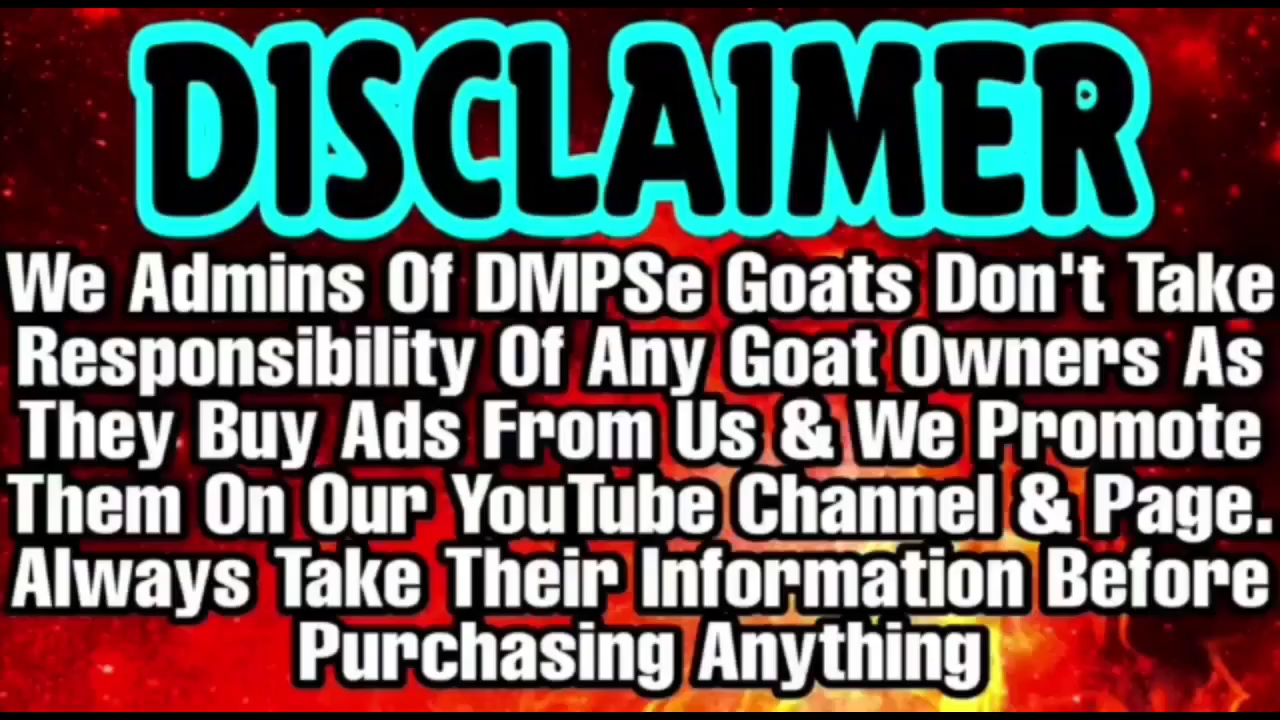 DISCLAIMER
We Admins Of DMPSe Goats Don't Take
Responsibility Of Any Goat Owners As
They Buy Ads From Us & We Promote
Them On Our YouTube Channel & Page.
Always Take Their Information Before
Purchasing Anything